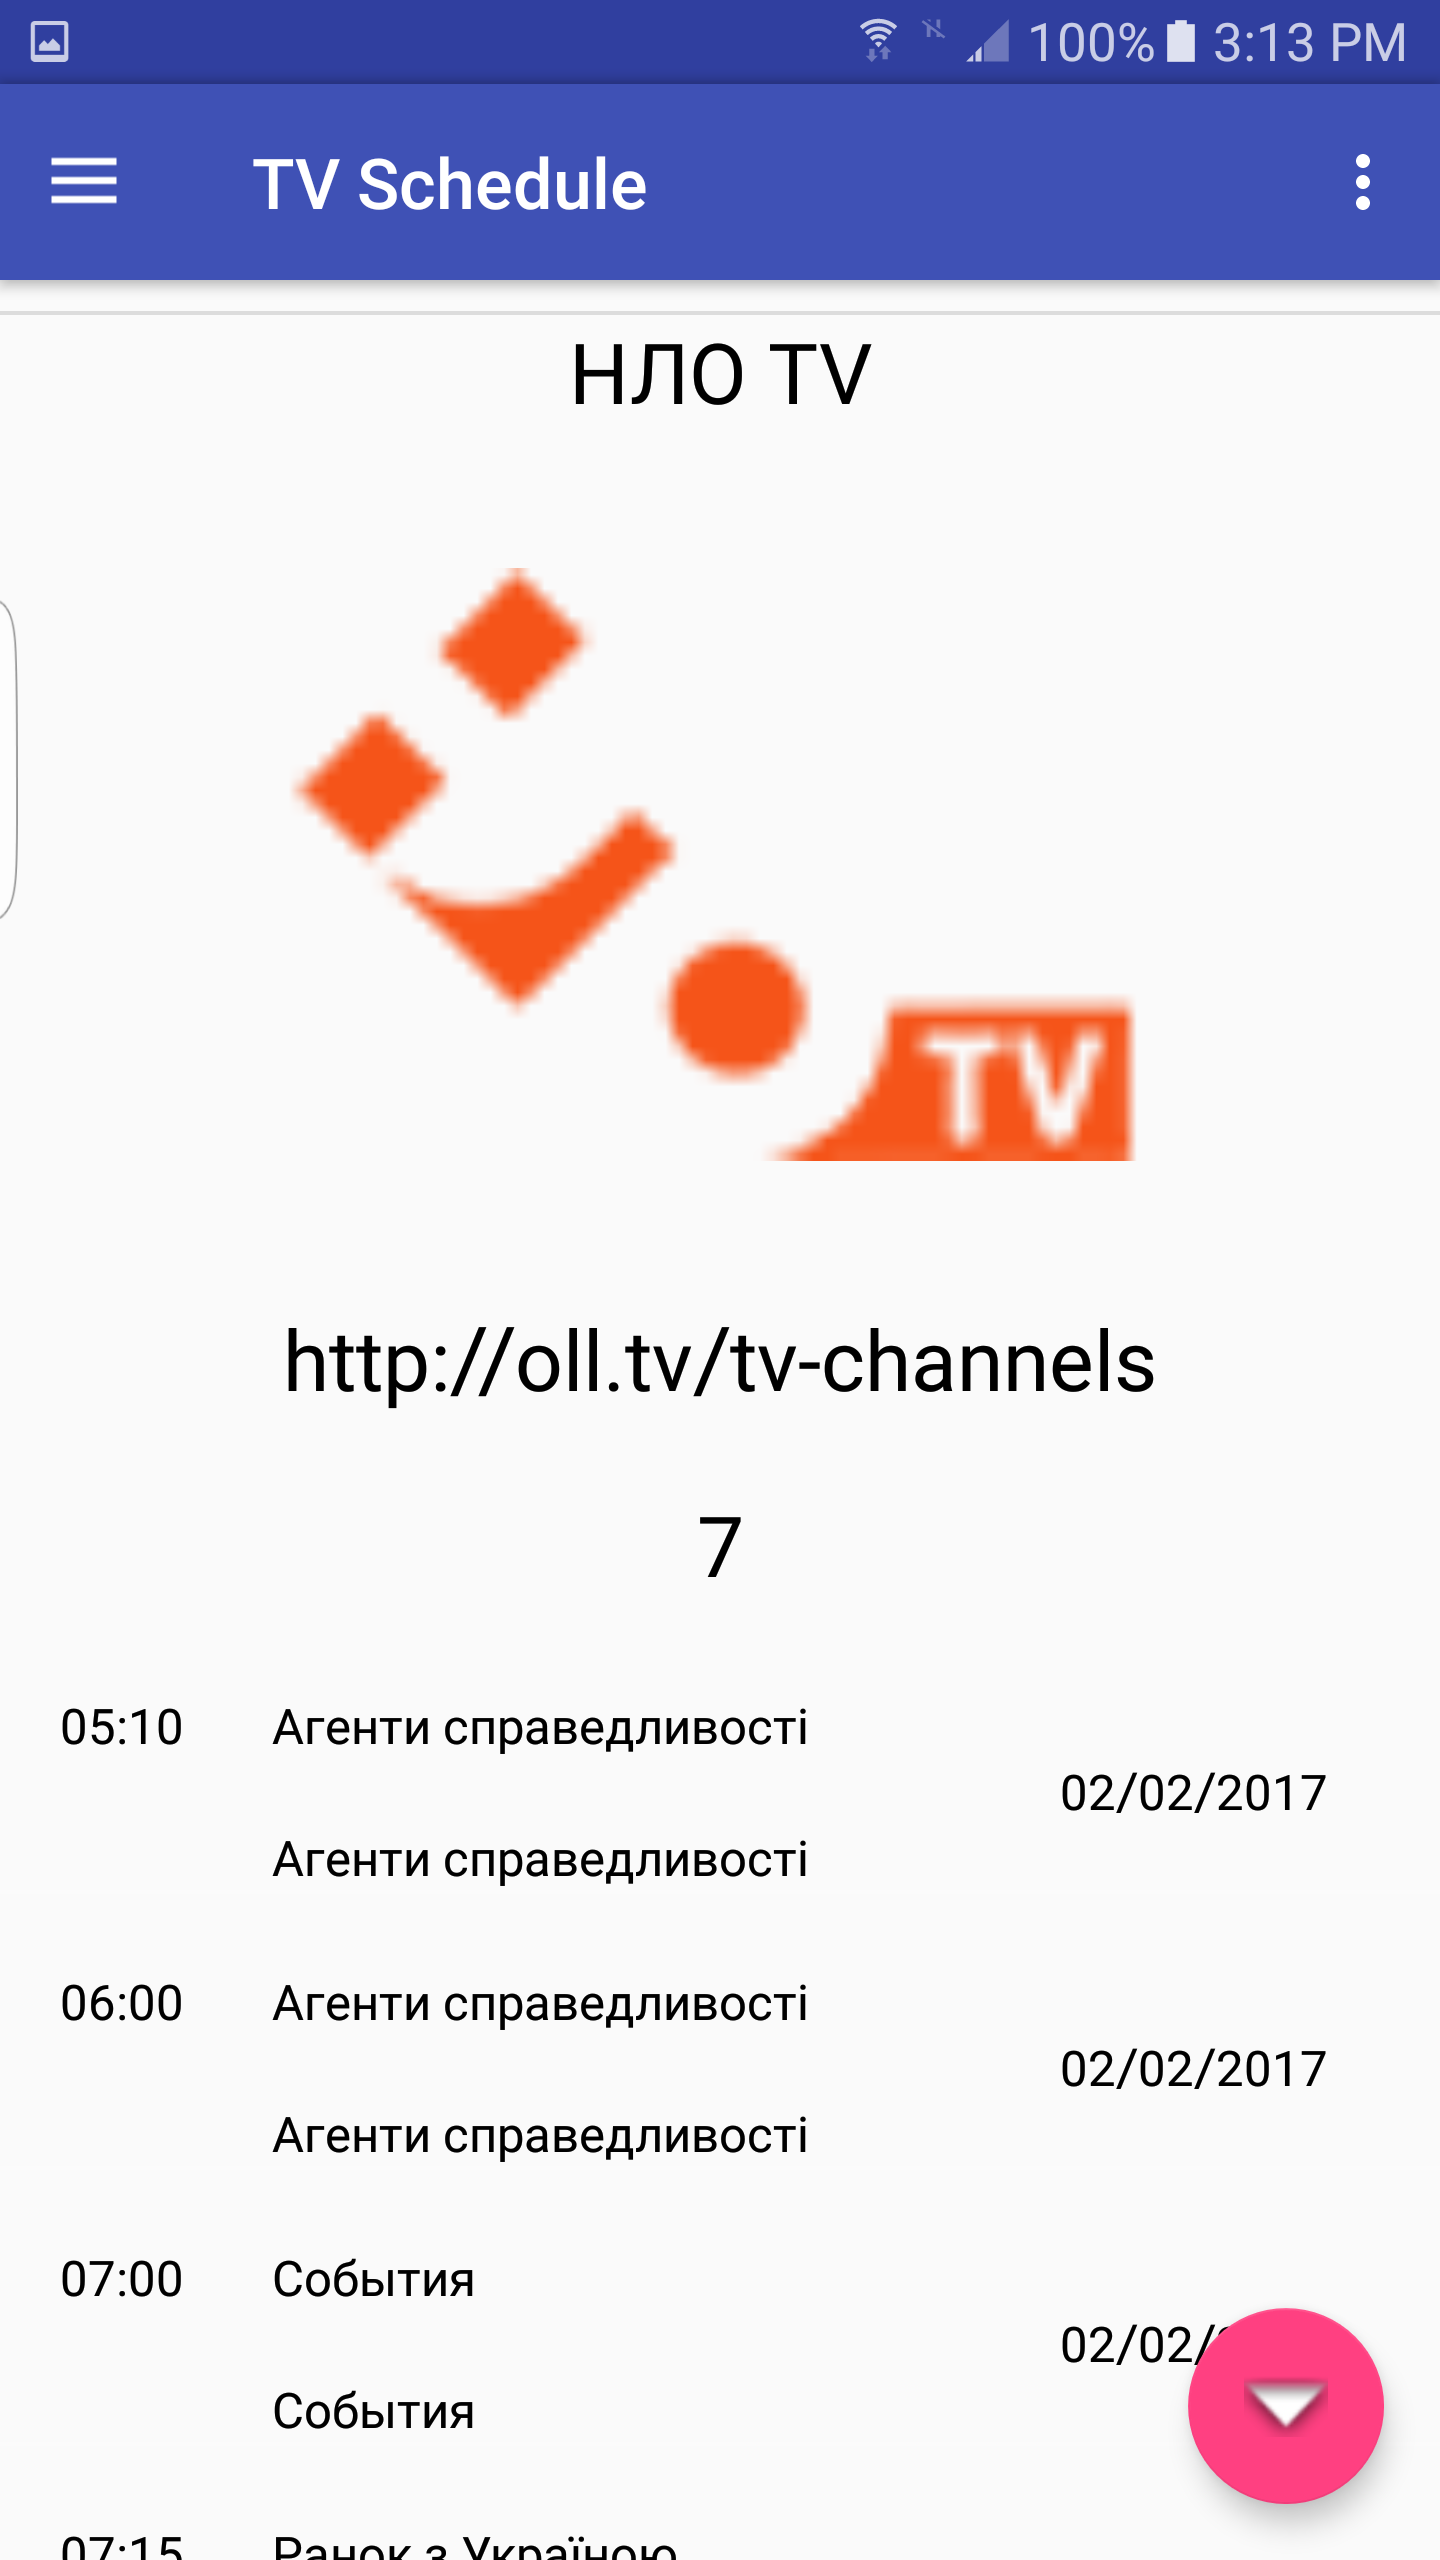 100% 3:13 PM
TV Schedule
НЛО TV
TV
http://oll.tv/tv-channels
7
05:10 Агенти справедливості
02/02/2017
Агенти справедливості
06:00 Агенти справедливості
02/02/2017
Агенти справедливості
07:00 События
02/02/
События
07:15 Ранок з Україною